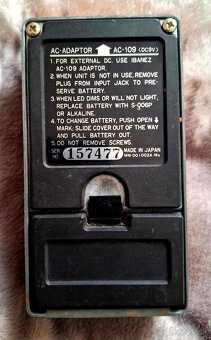 AC-ADAPTOR AC-109 (DC9V)
1. FOR EXTERNAL DC. USE IBANEZ
AC-109 ADAPTOR.
2. WHEN UNIT IS NOT IN USE, REMOVE
PLUG FROM INPUT JACK TO PRE-
SERVE BATTERY.
3. WHEN LED DIMS OR WILL NOT LIGHT,
REPLACE BATTERY WITH S-006P
OR ALKALINE.
4. TO CHANGE BATTERY, PUSH OPEN
MARK, SLIDE COVER OUT OF THE WAY
AND PULL BATTERY OUT.
5. DO NOT REMOVE SCREWS.
SER. NO 157477 MADE IN JAPAN